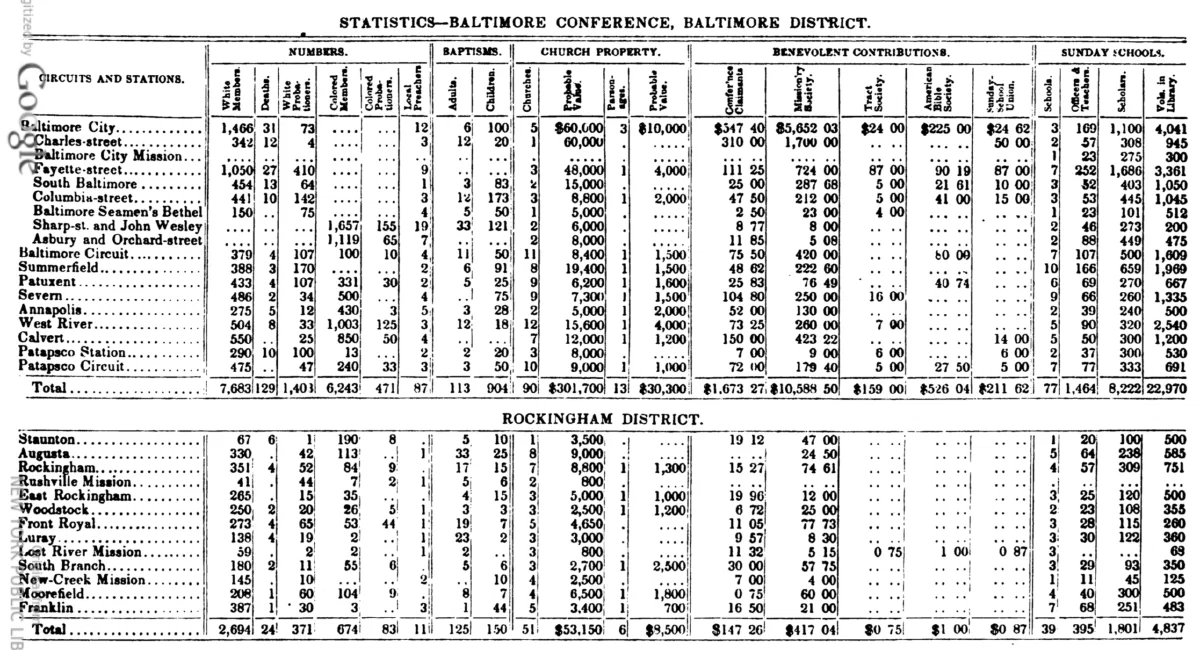 STATISTICS—BALTIMORE CONFERENCE, BALTIMORE DISTRICT.
CIRCUITS AND STATIONS. NUMBERS. BAPTISMS. CHURCH PROPERTY. BENEVOLENT CONTRIBUTIONS. SUNDAY SCHOOLS.
White Members. Deaths. White Probationers. Colored Members. Colored Probationers. Local Preachers Adults. Children. Churches. Probable Value. Parsonages. Probable Value. Confer'nce Claimants Mission'ry Society. Tract Society. American Bible Society. Sunday-School Union. Schools. Officers & Teachers. Scholars. Vols. in Library.
Baltimore City............ 1,466 31 73 .... ... 12 6 100 5 $60,000 3 $10,000 $547 40 $5,652 03 $24 00 $225 00 $24 62 3 169 1,100 4,041
Charles-street............ 342 12 4 .... ... 3 12 20 1 60,000 . ..... 310 00 1,700 00 .. .. ... .. 50 00 2 57 308 945
Baltimore City Mission... .... .. ... .... ... .. .. ... .. ..... . ..... ... .. ... .. .. .. ... .. .. .. 1 23 275 300
Fayette-street............ 1,050 27 410 .... ... 9 .. ... 3 48,000 1 4,000 111 25 724 00 87 00 90 19 87 00 7 252 1,686 3,361
South Baltimore ......... 454 13 64 .... ... 1 3 83 2 15,000 . ..... 25 00 287 68 5 00 21 61 10 00 3 52 403 1,050
Columbia-street.......... 441 10 142 .... ... 3 12 173 3 8,800 1 2,000 47 50 212 00 5 00 41 00 15 00 3 53 445 1,045
Baltimore Seamen's Bethel 150 .. 75 .... ... 4 5 50 1 5,000 . ..... 2 50 23 00 4 00 ... .. .. .. 1 23 101 512
Sharp-st. and John Wesley .... .. ... 1,657 155 19 33 121 2 6,000 . ..... 8 77 8 00 .. .. ... .. .. .. 2 46 273 200
Asbury and Orchard-street .... .. ... 1,119 65 7 .. ... 2 8,000 . ..... 11 85 5 08 .. .. ... .. .. .. 2 88 449 475
Baltimore Circuit........... 379 4 107 100 10 4 11 50 11 8,400 1 1,500 75 50 420 00 .. .. 80 00 .. .. 7 107 500 1,609
Summerfield............... 388 3 170 .... ... 2 6 91 8 19,400 1 1,500 48 62 222 60 .. .. ... .. .. .. 10 166 659 1,969
Patuxent................... 433 4 107 331 30 2 5 25 9 6,200 1 1,600 25 83 76 49 .. .. 40 74 .. .. 6 69 270 667
Severn..................... 486 2 34 500 ... 4 .. 75 9 7,300 1 1,500 104 80 250 00 16 00 ... .. .. .. 9 66 260 1,335
Annapolis.................. 275 5 12 430 3 5 3 28 2 5,000 1 2,000 52 00 130 00 .. .. ... .. .. .. 2 39 240 500
West River................. 504 8 33 1,003 125 3 12 18 12 15,600 1 4,000 73 25 260 00 7 00 ... .. .. .. 5 90 320 2,540
Calvert..................... 550 .. 25 850 50 4 .. ... 7 12,000 1 1,200 150 00 423 22 .. .. ... .. 14 00 5 50 300 1,200
Patapsco Station........... 290 10 100 13 ... 2 2 20 3 8,000 . ..... 7 00 9 00 6 00 ... .. 6 00 2 37 300 530
Patapsco Circuit........... 475 .. 47 240 33 3 3 50 10 9,000 1 1,000 72 00 179 40 5 00 27 50 5 00 7 77 333 691
Total................... 7,683 129 1,403 6,243 471 87 113 904 90 $301,700 13 $30,300 $1,673 27 $10,588 50 $159 00 $526 04 $211 62 77 1,464 8,222 22,970
ROCKINGHAM DISTRICT.
Staunton................... 67 6 1 190 8 . 5 10 1 3,500 . ..... 19 12 47 00 .. .. . .. . .. 1 20 100 500
Augusta.................... 330 . 42 113 .. 1 33 25 8 9,000 . ..... .. .. 24 50 .. .. . .. . .. 5 64 238 585
Rockingham............... 351 4 52 84 9 . 17 15 7 8,800 1 1,300 15 27 74 61 .. .. . .. . .. 4 57 309 751
Rushville Mission.......... 41 . 44 7 2 1 5 6 2 800 . ..... .. .. .. .. .. .. . .. . .. .. .. ... ...
East Rockingham.......... 265 . 15 35 .. . 4 15 3 5,000 1 1,000 19 96 12 00 .. .. . .. . .. 3 25 120 500
Woodstock................. 250 2 20 26 5 1 3 3 3 2,500 1 1,200 6 72 25 00 .. .. . .. . .. 2 23 108 355
Front Royal................ 273 4 65 53 44 1 19 7 5 4,650 . ..... 11 05 77 73 .. .. . .. . .. 3 28 115 260
Luray....................... 138 4 19 2 .. 1 23 2 3 3,000 . ..... 9 57 8 30 .. .. . .. . .. 3 30 122 360
Lost River Mission......... 59 . 2 2 .. 1 2 .. 3 800 . ..... 11 32 5 15 0 75 1 00 0 87 3 .. ... 68
South Branch............... 180 2 11 55 6 . 5 6 3 2,700 1 2,500 30 00 57 75 .. .. . .. . .. 3 29 93 350
New-Creek Mission........ 145 . 10 ... .. 2 .. 10 4 2,500 . ..... 7 00 4 00 .. .. . .. . .. 1 11 45 125
Moorefield.................. 208 1 60 104 9 . 8 7 4 6,500 1 1,800 0 75 60 00 .. .. . .. . .. 4 40 300 500
Franklin.................... 387 1 30 3 .. 3 1 44 5 3,400 1 700 16 50 21 00 .. .. . .. . .. 7 68 251 483
Total................... 2,694 24 371 674 83 11 125 150 51 $53,150 6 $8,500 $147 26 $417 04 $0 75 $1 00 $0 87 39 395 1,801 4,837
Digitized by Google
NEW YORK PUBLIC LIB